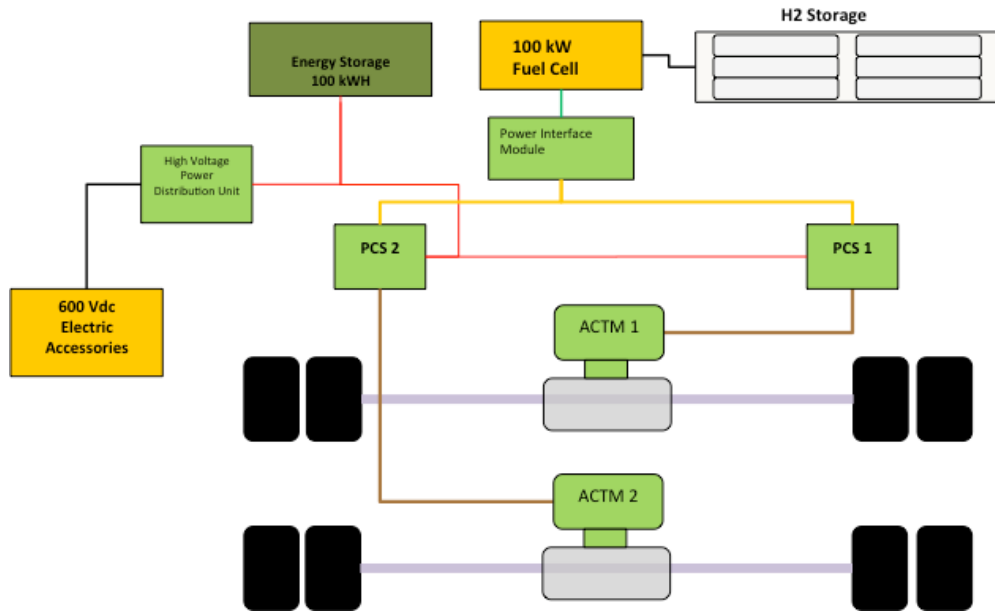 H2 Storage
Energy Storage
100 kWH
100 kW
Fuel Cell
Power Interface
Module
High Voltage
Power
Distribution Unit
PCS 2
PCS 1
600 Vdc
Electric
Accessories
ACTM 1
ACTM 2